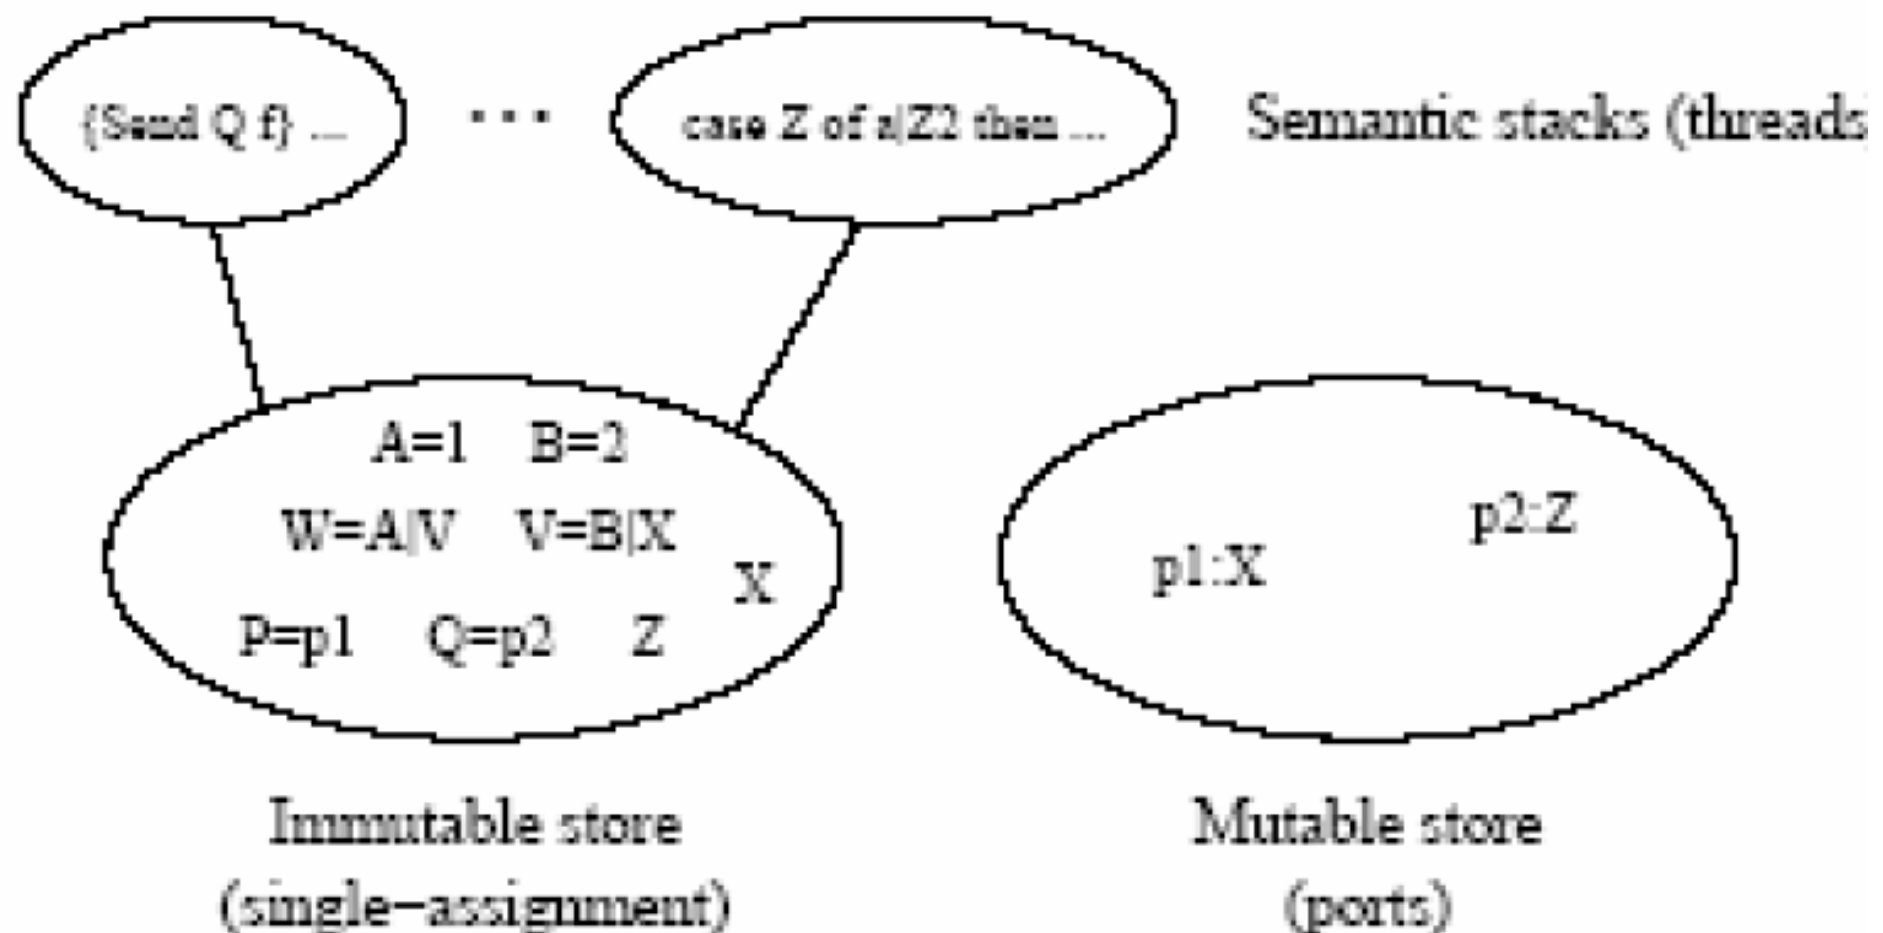 {Send Q f} ...
...
case Z of a|Z2 then ...
Semantic stacks (threads
A=1 B=2
W=A|V V=B|X
X
P=p1 Q=p2 Z
p2:Z
p1:X
Immutable store
(single-assignment)
Mutable store
(ports)